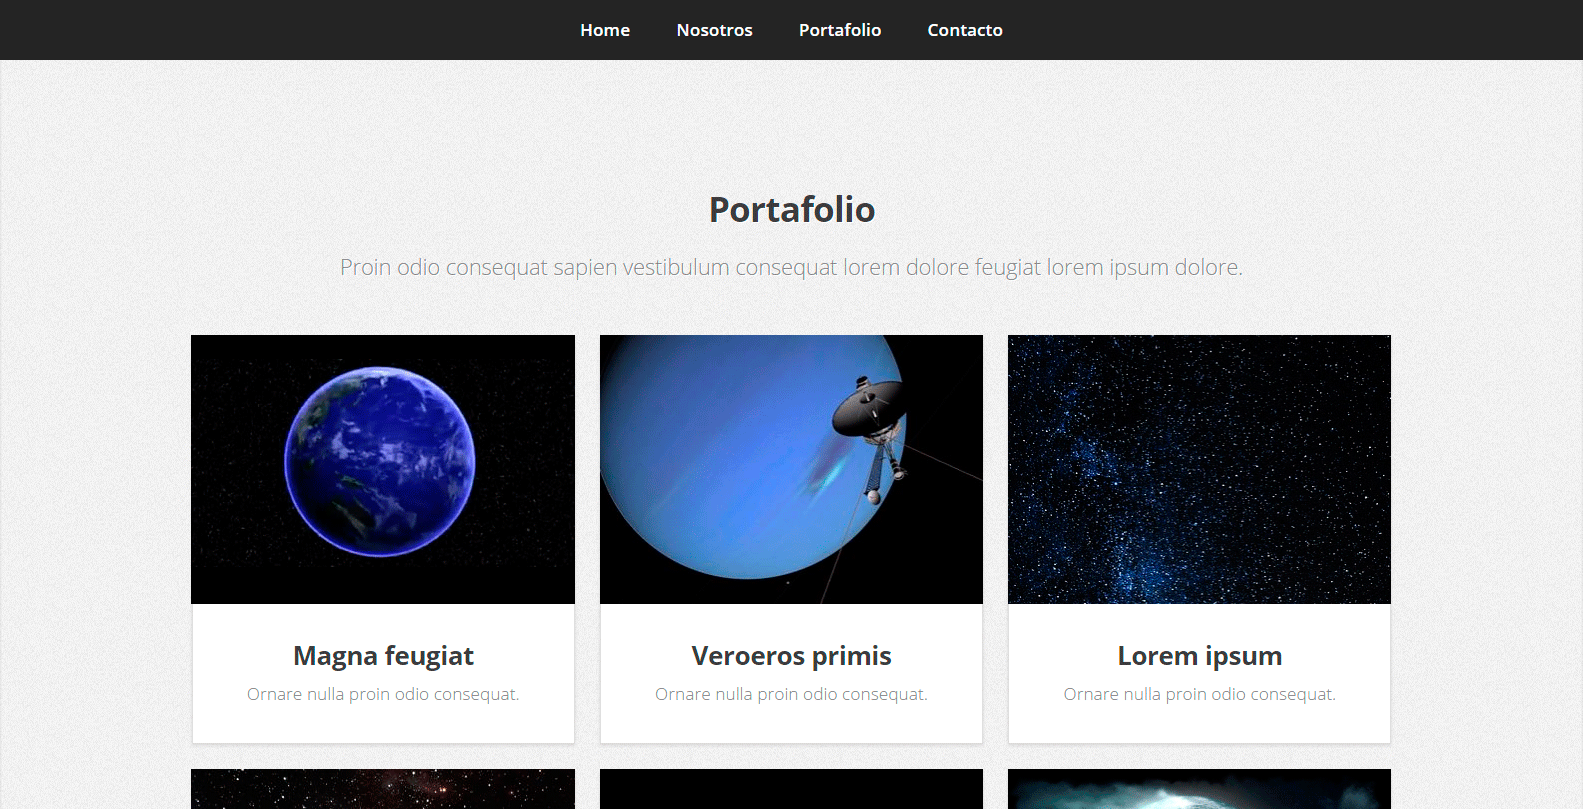 Home Nosotros Portafolio Contacto
Portafolio
Proin odio consequat sapien vestibulum consequat lorem dolore feugiat lorem ipsum dolore.
Magna feugiat
Ornare nulla proin odio consequat.
Veroeros primis
Ornare nulla proin odio consequat.
Lorem ipsum
Ornare nulla proin odio consequat.